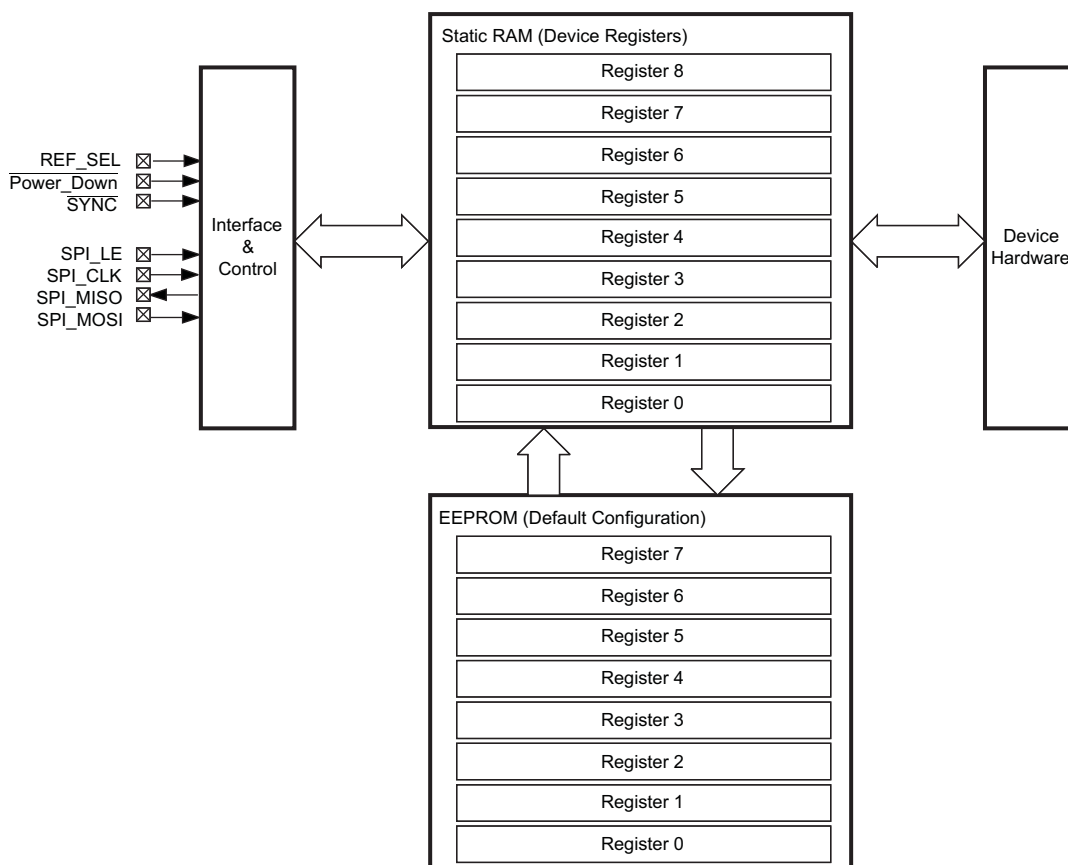 Static RAM (Device Registers)
Register 8
Register 7
Register 6
Register 5
Register 4
Register 3
Register 2
Register 1
Register 0
REF_SEL
Power_Down
SYNC
SPI_LE
SPI_CLK
SPI_MISO
SPI_MOSI
Interface
&
Control
Device
Hardware
EEPROM (Default Configuration)
Register 7
Register 6
Register 5
Register 4
Register 3
Register 2
Register 1
Register 0